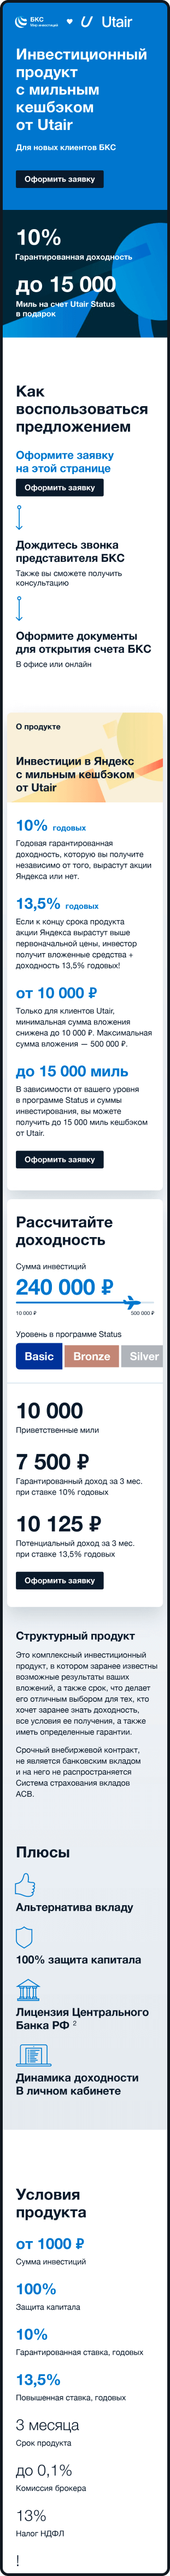 БКС
Мир инвестиций
Utair
Инвестиционный
продукт
с мильным
кешбэком
от Utair
Для новых клиентов БКС
Оформить заявку
10%
Гарантированная доходность
до 15 000
Миль на счет Utair Status
в подарок
Как
воспользоваться
предложением
Оформите заявку
на этой странице
Оформить заявку
Дождитесь звонка
представителя БКС
Также вы сможете получить
консультацию
Оформите документы
для открытия счета БКС
В офисе или онлайн
О продукте
Инвестиции в Яндекс
с мильным кешбэком
от Utair
10% годовых
Годовая гарантированная
доходность, которую вы получите
независимо от того, вырастут акции
Яндекса или нет.
13,5% годовых
Если к концу срока продукта
акции Яндекса вырастут выше
первоначальной цены, инвестор
получит вложенные средства +
доходность 13,5% годовых!
от 10 000 ₽
Только для клиентов Utair,
минимальная сумма вложения
снижена до 10 000 ₽. Максимальная
сумма вложения — 500 000 ₽.
до 15 000 миль
В зависимости от вашего уровня
в программе Status и суммы
инвестирования, вы можете
получить до 15 000 миль кешбэком
от Utair.
Оформить заявку
Рассчитайте
доходность
Сумма инвестиций
240 000 ₽
10 000 ₽ 500 000 ₽
Уровень в программе Status
Basic Bronze Silver
10 000
Приветственные мили
7 500 ₽
Гарантированный доход за 3 мес.
при ставке 10% годовых
10 125 ₽
Потенциальный доход за 3 мес.
при ставке 13,5% годовых
Оформить заявку
Структурный продукт
Это комплексный инвестиционный
продукт, в котором заранее известны
возможные результаты ваших
вложений, а также срок, что делает
его отличным выбором для тех, кто
хочет заранее знать доходность,
все условия ее получения, а также
иметь определенные гарантии.
Срочный внебиржевой контракт,
не является банковским вкладом
и на него не распространяется
Система страхования вкладов
АСВ.
Плюсы
Альтернатива вкладу
100% защита капитала
Лицензия Центрального
Банка РФ 2
Динамика доходности
В личном кабинете
Условия
продукта
от 1000 ₽
Сумма инвестиций
100%
Защита капитала
10%
Гарантированная ставка, годовых
13,5%
Повышенная ставка, годовых
3 месяца
Срок продукта
до 0,1%
Комиссия брокера
13%
Налог НДФЛ
!